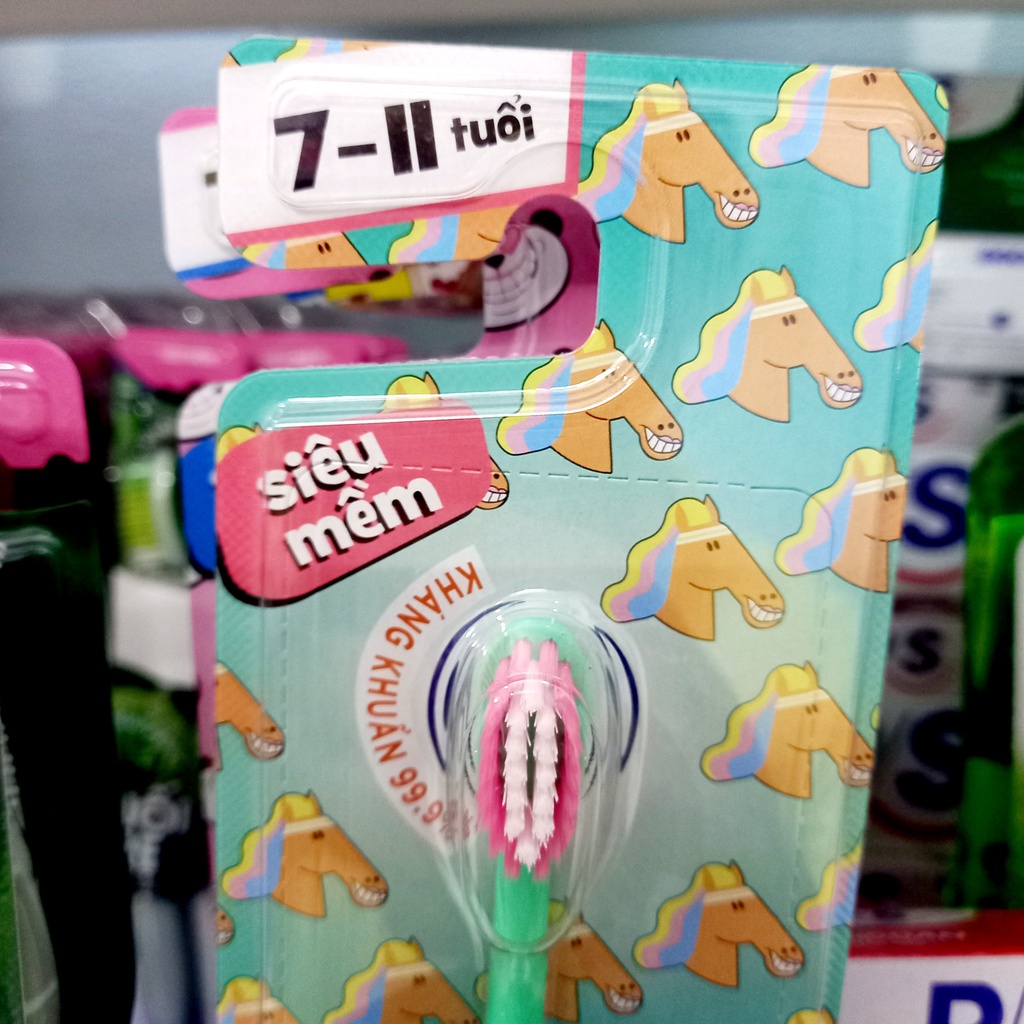 7-11 tuổi
siêu
mềm
KHÁNG KHUẨN 99.9